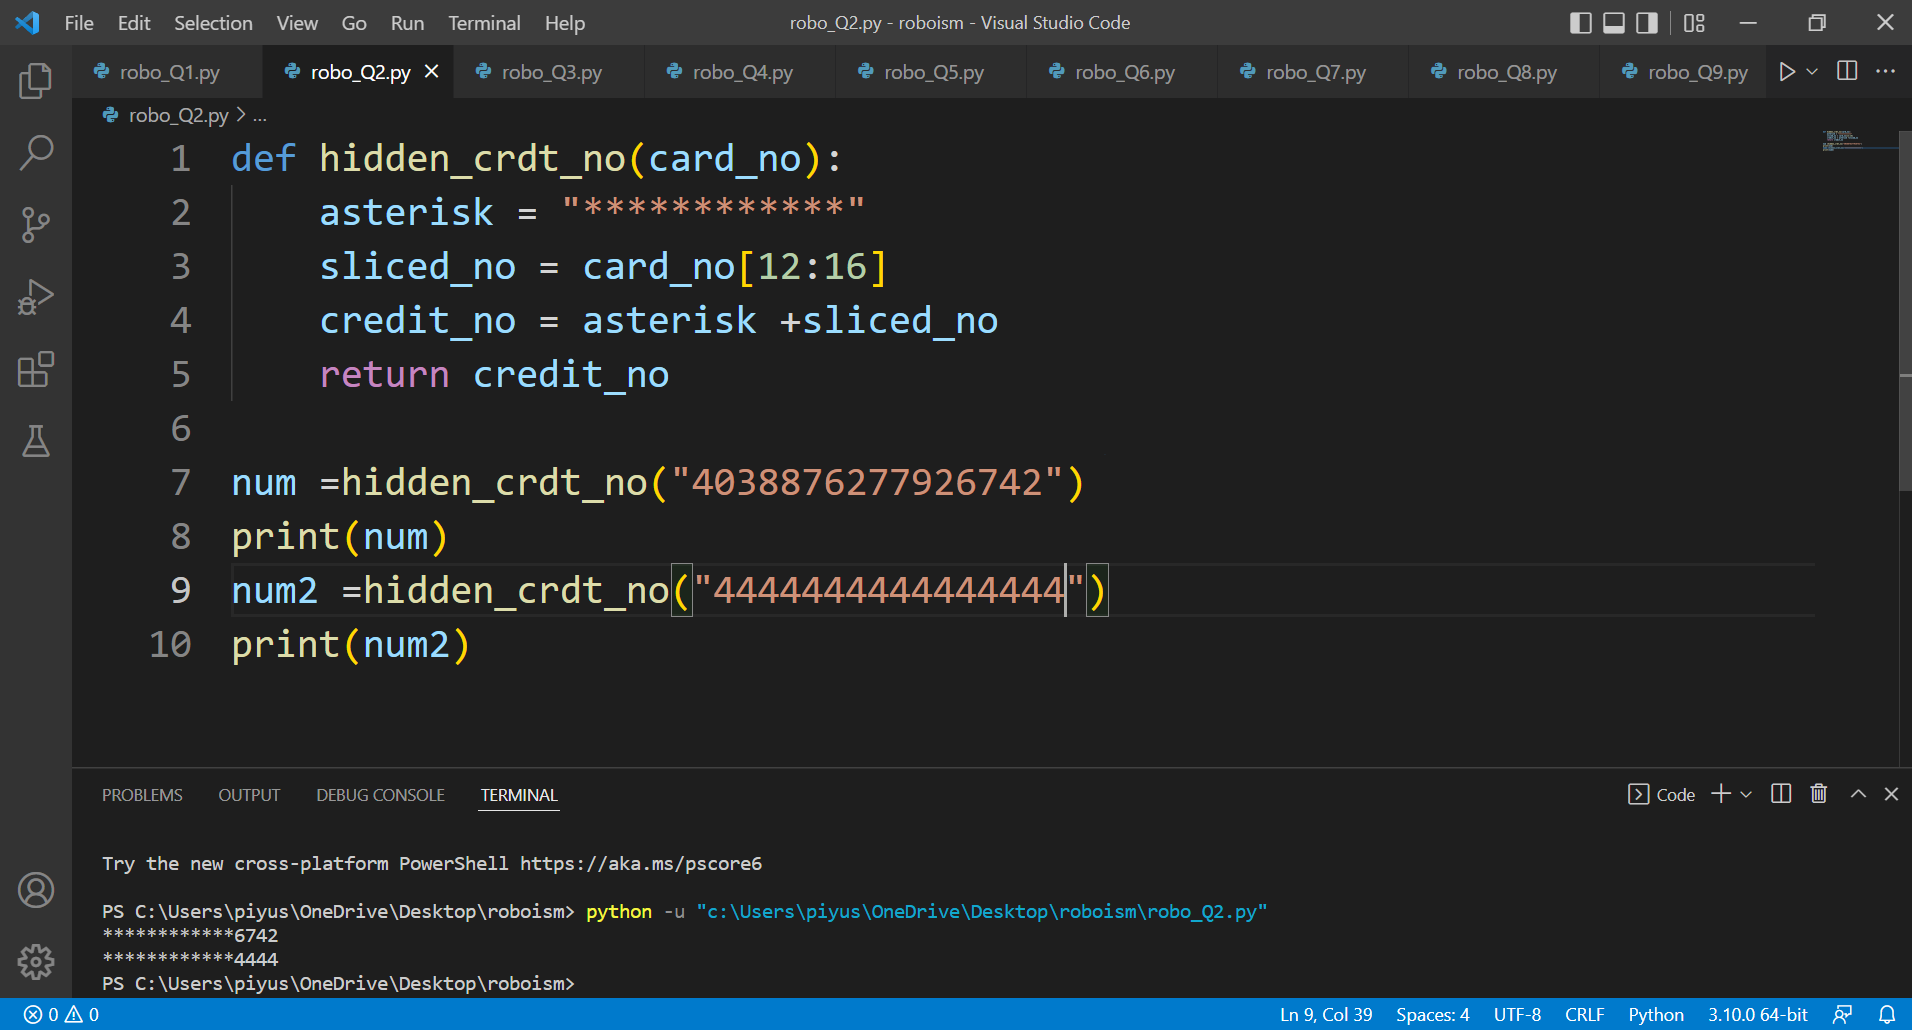 File Edit Selection View Go Run Terminal Help robo_Q2.py - roboism - Visual Studio Code
robo_Q1.py robo_Q2.py robo_Q3.py robo_Q4.py robo_Q5.py robo_Q6.py robo_Q7.py robo_Q8.py robo_Q9.py
robo_Q2.py > ...
1 def hidden_crdt_no(card_no):
2     asterisk = "************"
3     sliced_no = card_no[12:16]
4     credit_no = asterisk +sliced_no
5     return credit_no
6
7 num =hidden_crdt_no("4038876277926742")
8 print(num)
9 num2 =hidden_crdt_no("4444444444444444")
10 print(num2)
PROBLEMS OUTPUT DEBUG CONSOLE TERMINAL Code
Try the new cross-platform PowerShell https://aka.ms/pscore6
PS C:\Users\piyus\OneDrive\Desktop\roboism> python -u "c:\Users\piyus\OneDrive\Desktop\roboism\robo_Q2.py"
************6742
************4444
PS C:\Users\piyus\OneDrive\Desktop\roboism>
0 0 Ln 9, Col 39 Spaces: 4 UTF-8 CRLF Python 3.10.0 64-bit